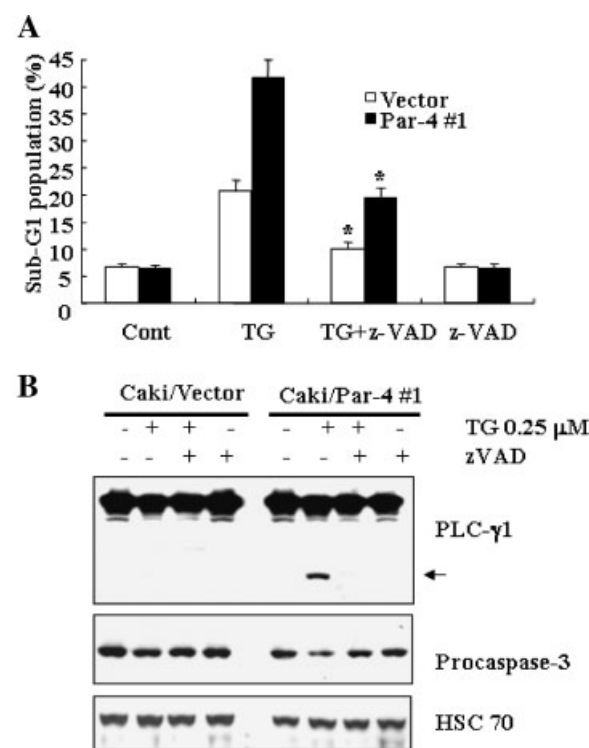 A
Sub-G1 population (%)
45
40
35
30
25
20
15
10
5
0
Vector
Par-4 #1
*
*
Cont TG TG+z-VAD z-VAD
B
Caki/Vector Caki/Par-4 #1
- + + - - + + - TG 0.25 μM
- - + + - - + + zVAD
PLC-γ1
Procaspase-3
HSC 70